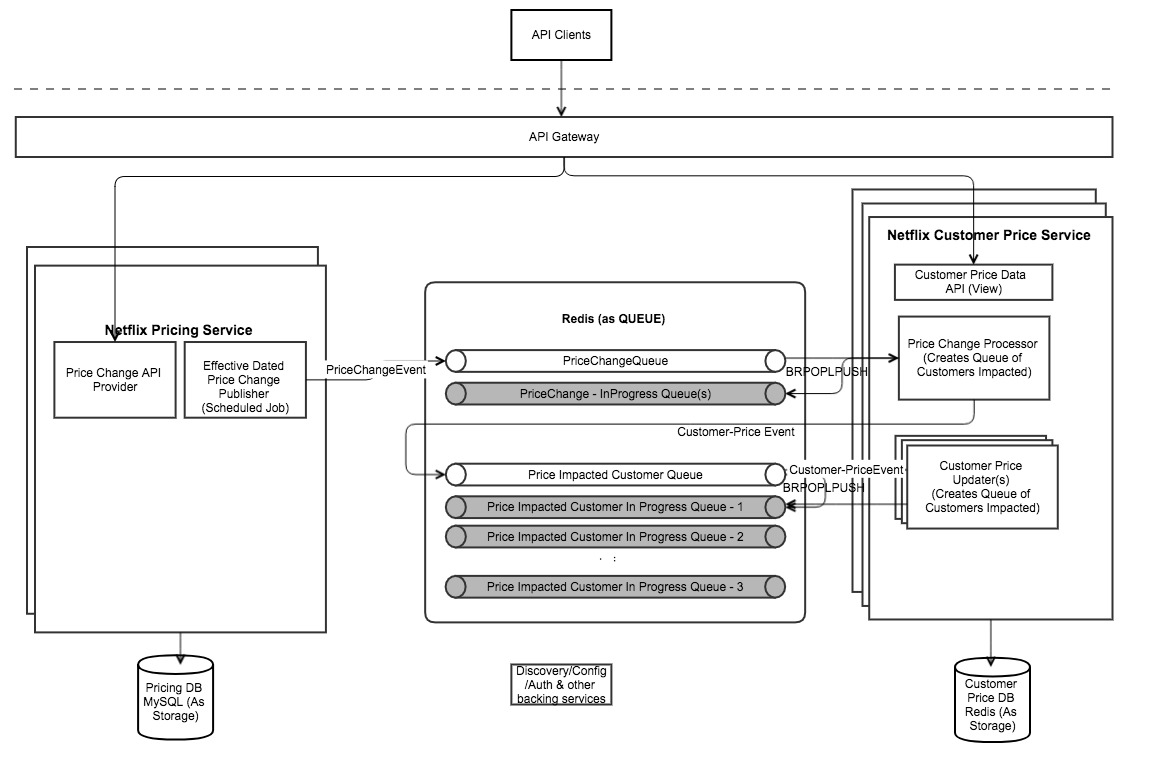 API Clients
API Gateway
Netflix Customer Price Service
Customer Price Data
API (View)
Redis (as QUEUE)
Netflix Pricing Service
Price Change API
Provider
Effective Dated
Price Change
Publisher
(Scheduled Job)
PriceChangeEvent
PriceChangeQueue
BRPOPLPUSH
PriceChange - InProgress Queue(s)
Price Change Processor
(Creates Queue of
Customers Impacted)
Customer-Price Event
Price Impacted Customer Queue
Customer-PriceEvent
BRPOPLPUSH
Price Impacted Customer In Progress Queue - 1
Price Impacted Customer In Progress Queue - 2
. :
Price Impacted Customer In Progress Queue - 3
Customer Price
Updater(s)
(Creates Queue of
Customers Impacted)
Pricing DB
MySQL (As
Storage)
Discovery/Config
/Auth & other
backing services
Customer
Price DB
Redis (As
Storage)